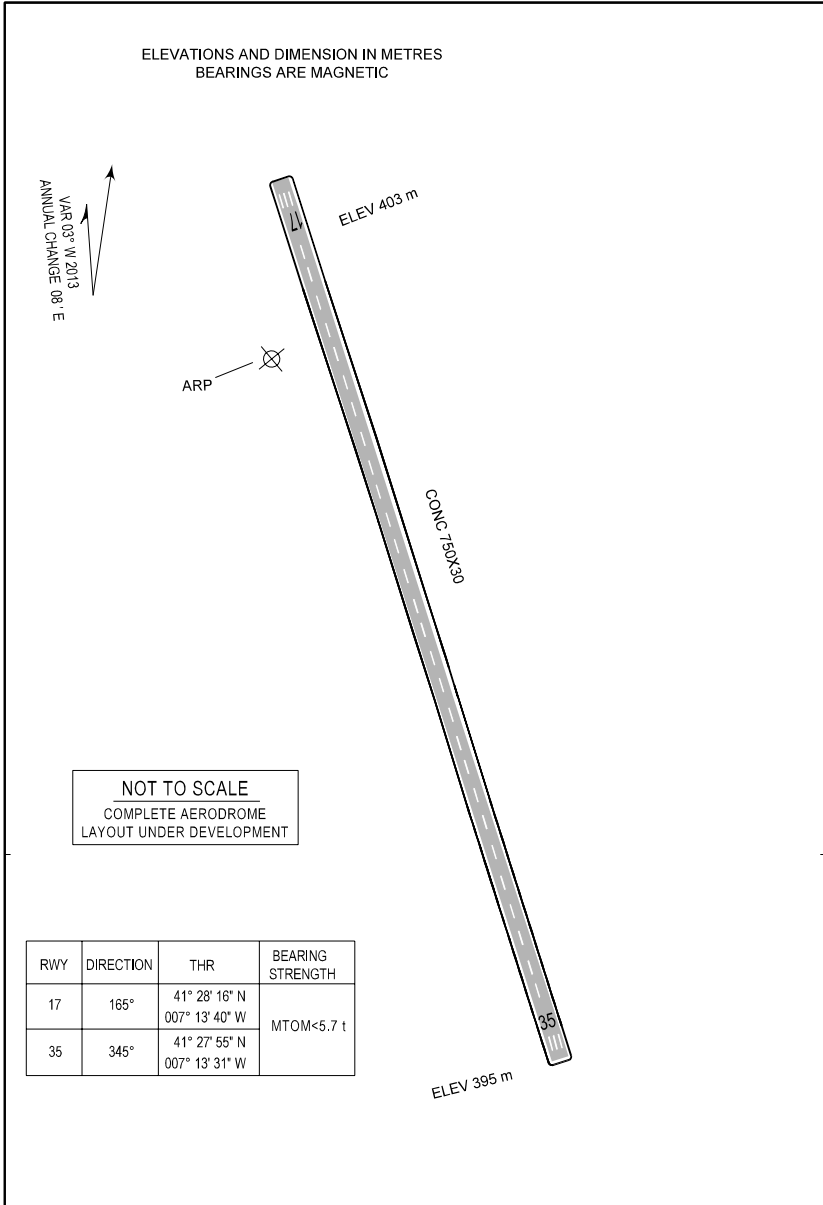 ELEVATIONS AND DIMENSION IN METRES
BEARINGS ARE MAGNETIC
VAR 03° W 2013
ANNUAL CHANGE 08' E
17
ELEV 403 m
ARP
CONC 750X30
NOT TO SCALE
COMPLETE AERODROME
LAYOUT UNDER DEVELOPMENT
RWY DIRECTION THR BEARING STRENGTH
17 165° 41° 28' 16" N
007° 13' 40" W
MTOM<5.7 t
35 345° 41° 27' 55" N
007° 13' 31" W
35
ELEV 395 m